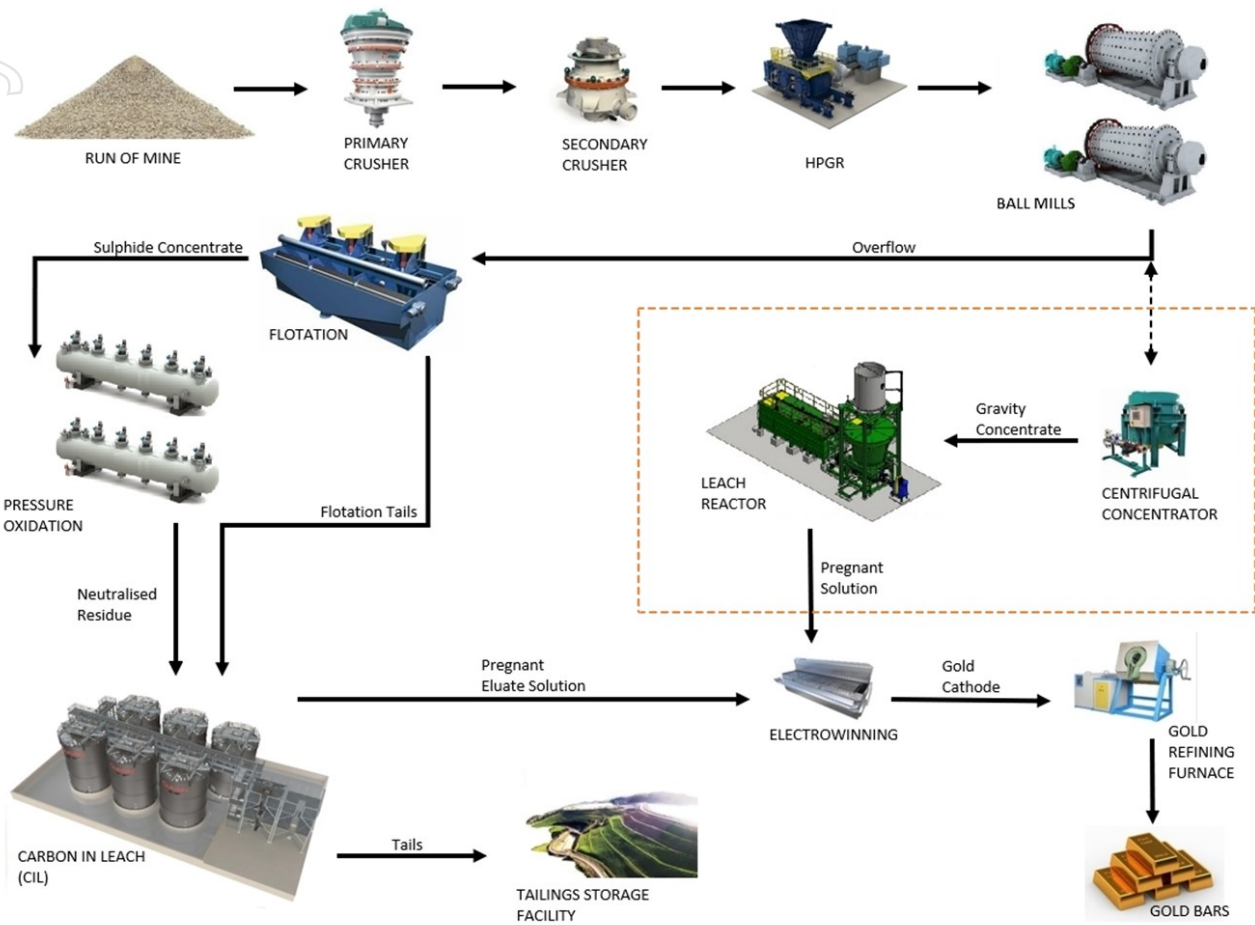 RUN OF MINE
PRIMARY
CRUSHER
SECONDARY
CRUSHER
HPGR
BALL MILLS
Sulphide Concentrate
Overflow
FLOTATION
Gravity
Concentrate
LEACH
REACTOR
CENTRIFUGAL
CONCENTRATOR
PRESSURE
OXIDATION
Flotation Tails
Pregnant
Solution
Neutralised
Residue
Pregnant
Eluate Solution
Gold
Cathode
ELECTROWINNING
GOLD
REFINING
FURNACE
CARBON IN LEACH
(CIL)
Tails
TAILINGS STORAGE
FACILITY
GOLD BARS